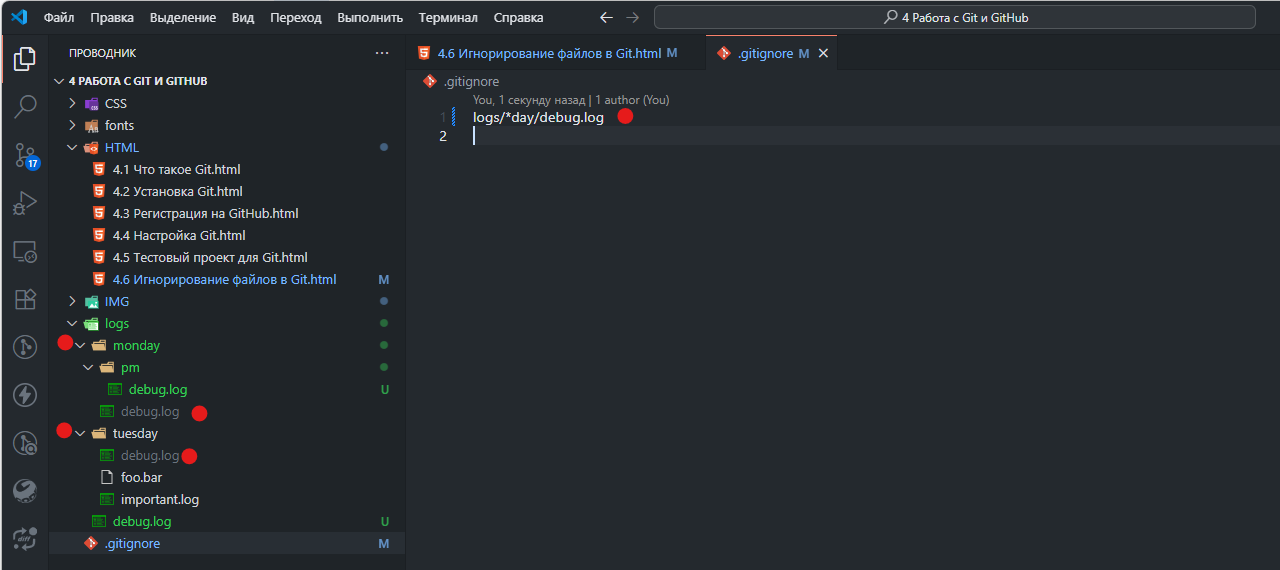 Файл Правка Выделение Вид Переход Выполнить Терминал Справка 4 Работа с Git и GitHub
ПРОВОДНИК
4 РАБОТА С GIT И GITHUB
CSS
fonts
HTML
4.1 Что такое Git.html
4.2 Установка Git.html
4.3 Регистрация на GitHub.html
4.4 Настройка Git.html
4.5 Тестовый проект для Git.html
4.6 Игнорирование файлов в Git.html M
IMG
logs
monday
pm
debug.log U
debug.log
tuesday
debug.log
foo.bar
important.log
debug.log U
.gitignore M
17
4.6 Игнорирование файлов в Git.html M .gitignore M
.gitignore
You, 1 секунду назад | 1 author (You)
1 logs/*day/debug.log
2